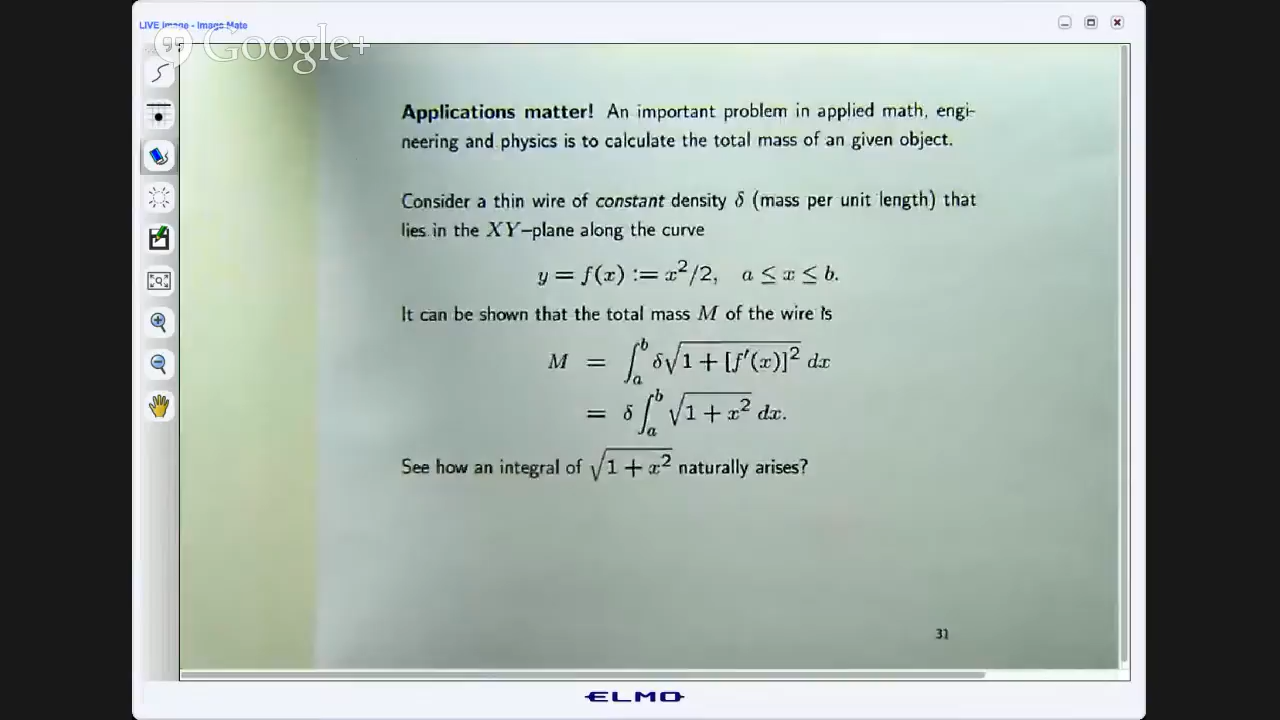 LIVE Image - Image Mate
Google+
Applications matter! An important problem in applied math, engi-
neering and physics is to calculate the total mass of an given object.
Consider a thin wire of constant density δ (mass per unit length) that
lies in the XY–plane along the curve
y = f(x) := x²/2, a ≤ x ≤ b.
It can be shown that the total mass M of the wire is
M = ∫ₐᵇ δ√(1 + [f′(x)]²) dx
= δ ∫ₐᵇ √(1 + x²) dx.
See how an integral of √(1 + x²) naturally arises?
31
ELMO